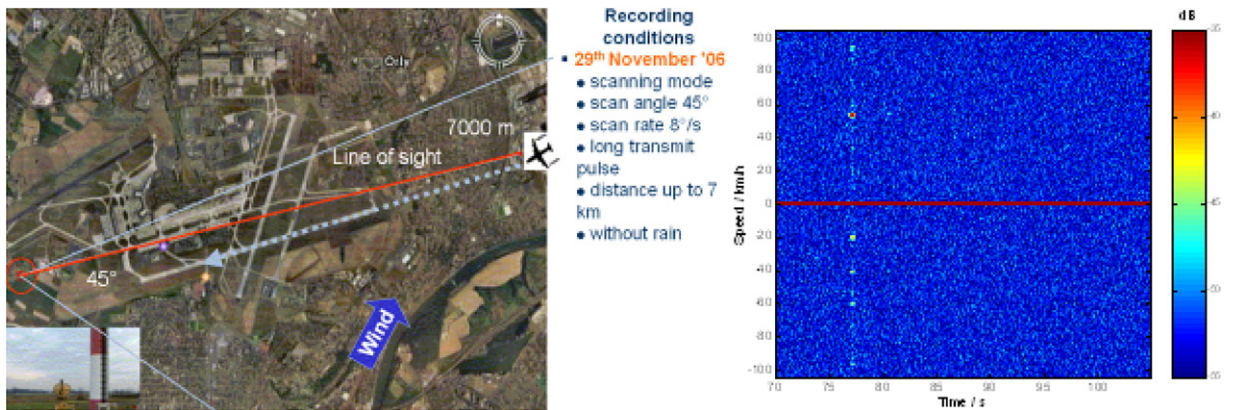 Orly
7000 m
Line of sight
45°
Wind
Recording
conditions
• 29th November '06
• scanning mode
• scan angle 45°
• scan rate 8°/s
• long transmit
pulse
• distance up to 7
km
• without rain
dB
100
80
60
40
20
0
-20
-40
-60
-80
-100
Speed / km/h
70
75
80
85
90
95
100
Time / s
-35
-40
-45
-50
-55